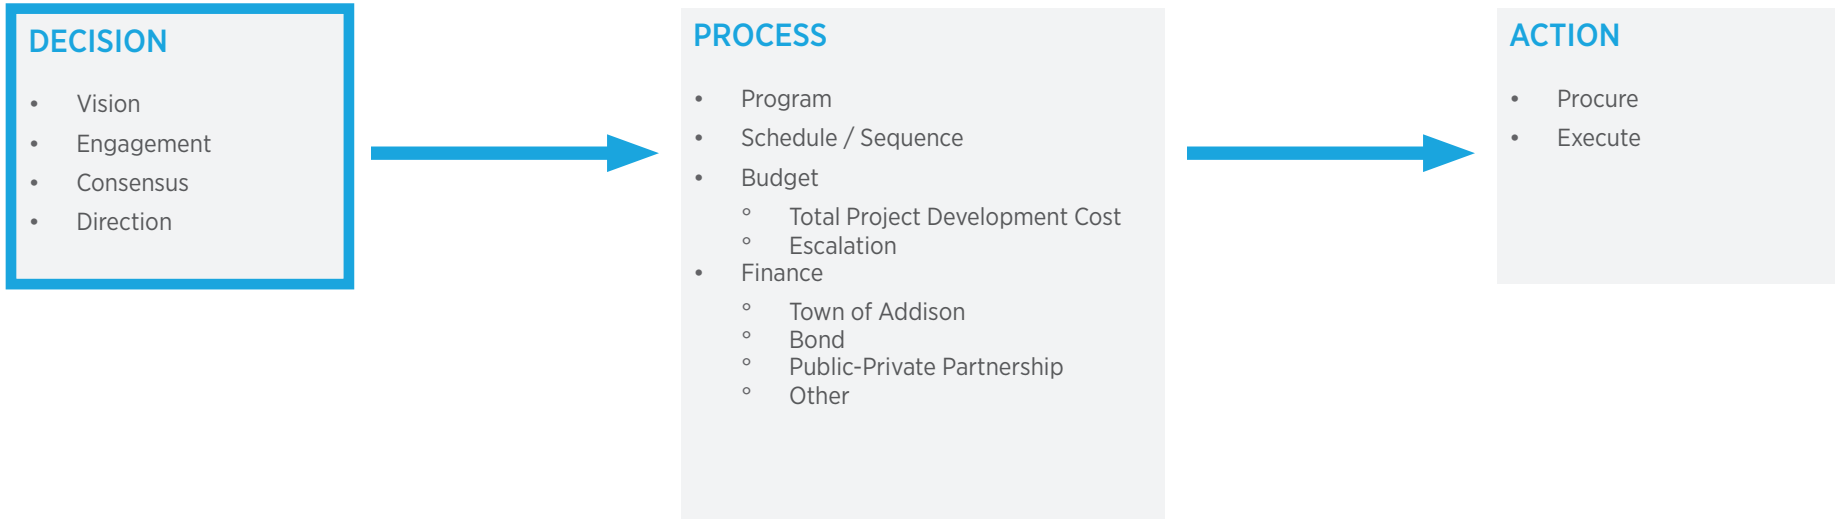 DECISION
• Vision
• Engagement
• Consensus
• Direction
PROCESS
• Program
• Schedule / Sequence
• Budget
° Total Project Development Cost
° Escalation
• Finance
° Town of Addison
° Bond
° Public-Private Partnership
° Other
ACTION
• Procure
• Execute